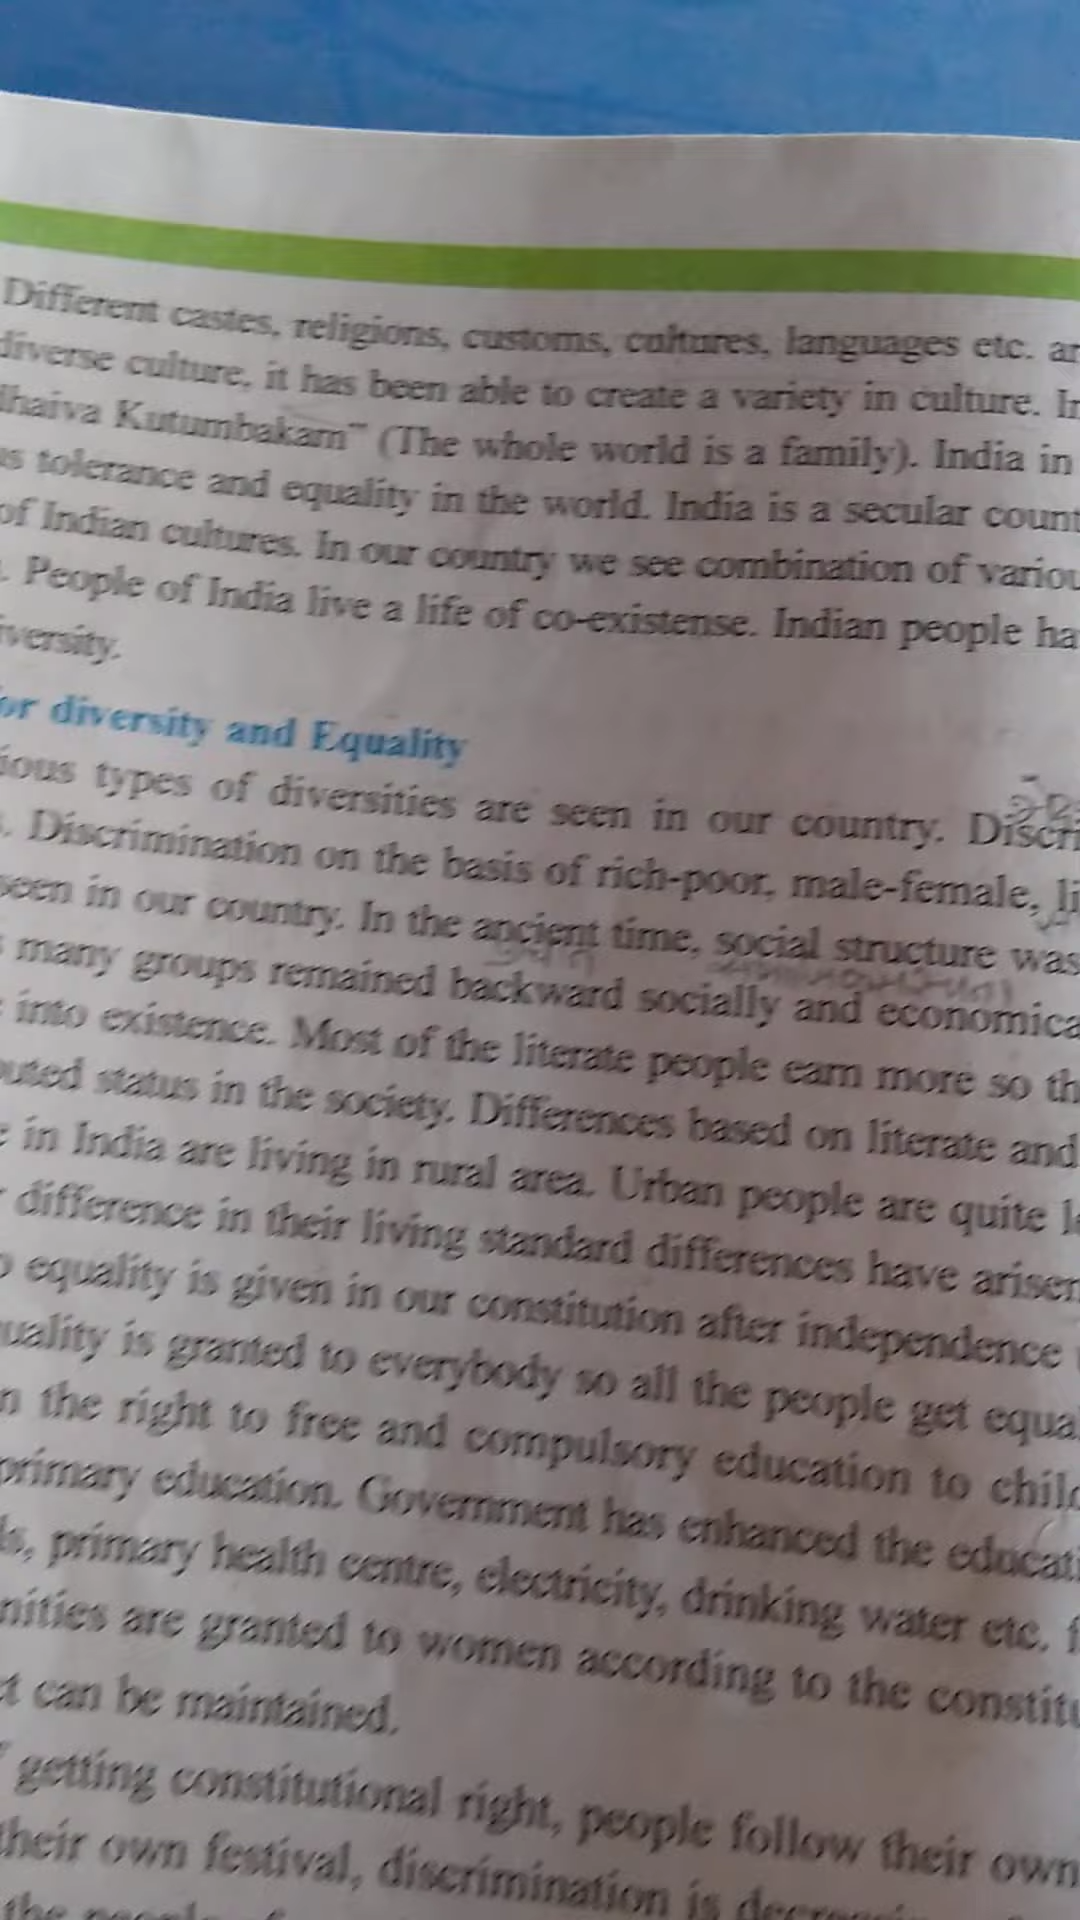 Different castes, religions, customs, cultures, languages etc. ar
diverse culture, it has been able to create a variety in culture. In
dhaiva Kutumbakam" (The whole world is a family). India in
us tolerance and equality in the world. India is a secular count
of Indian cultures. In our country we see combination of variou
. People of India live a life of co-existense. Indian people ha
iversity.
or diversity and Equality
ious types of diversities are seen in our country. Discri
. Discrimination on the basis of rich-poor, male-female, li
seen in our country. In the ancient time, social structure was
many groups remained backward socially and economica
into existence. Most of the literate people earn more so th
outed status in the society. Differences based on literate and
e in India are living in rural area. Urban people are quite le
difference in their living standard differences have arisen
o equality is given in our constitution after independence
quality is granted to everybody so all the people get equal
n the right to free and compulsory education to child
primary education. Government has enhanced the educati
ls, primary health centre, electricity, drinking water etc. f
nities are granted to women according to the constitu
ct can be maintained.
f getting constitutional right, people follow their own
their own festival, discrimination is
the people